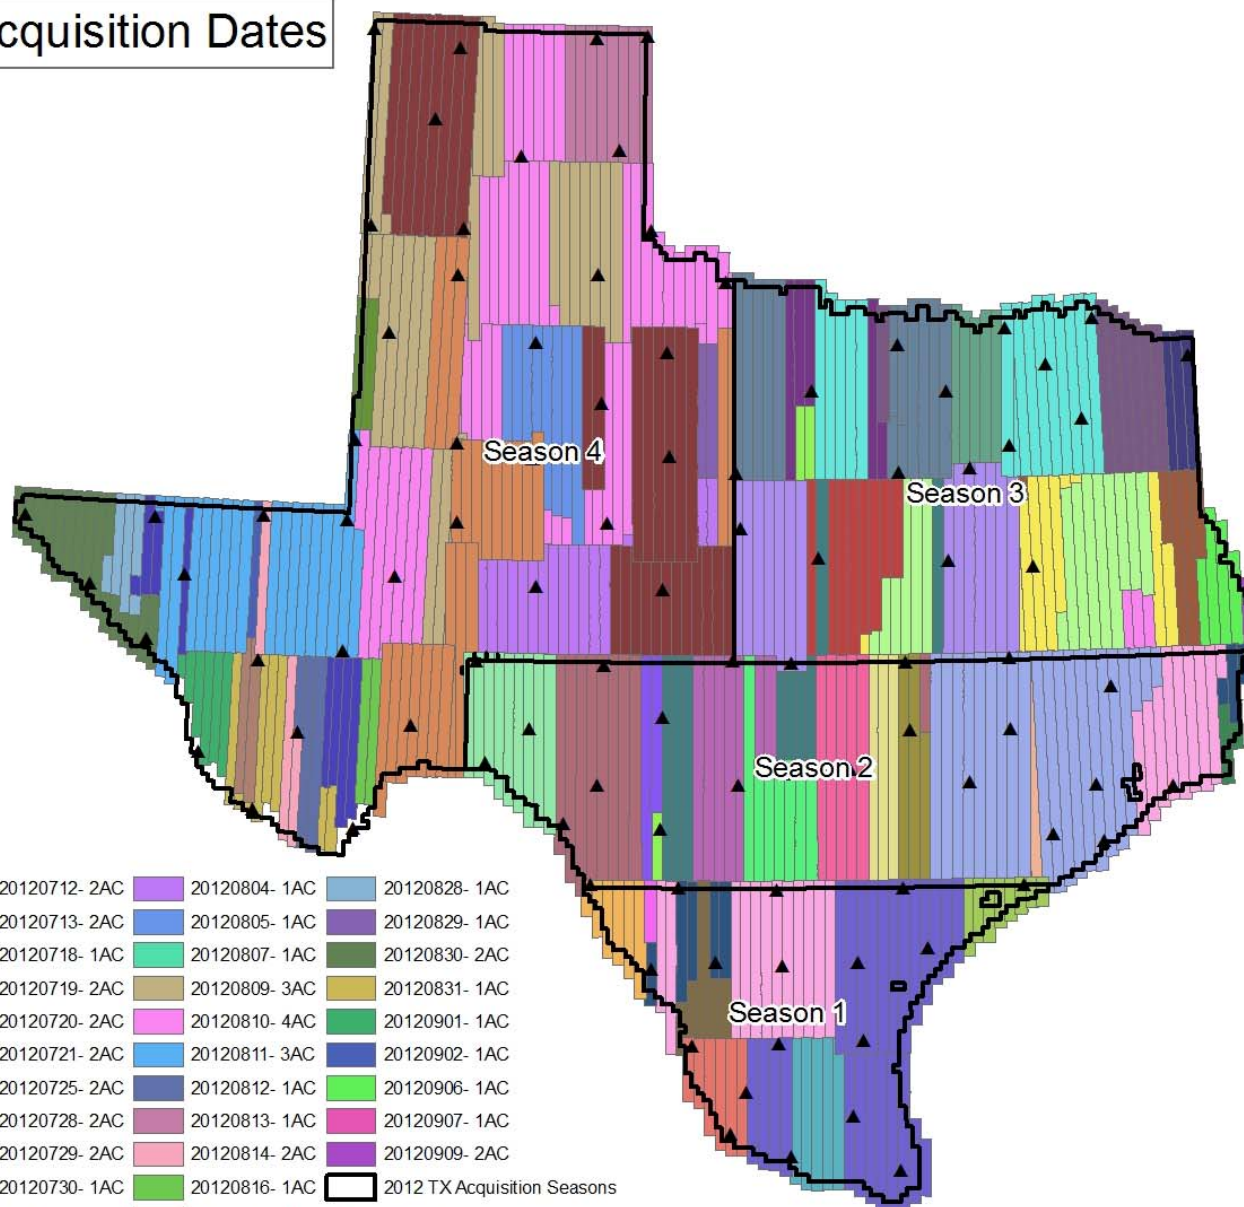 cquisition Dates
Season 4
Season 3
Season 2
Season 1
20120712- 2AC 20120804- 1AC 20120828- 1AC
20120713- 2AC 20120805- 1AC 20120829- 1AC
20120718- 1AC 20120807- 1AC 20120830- 2AC
20120719- 2AC 20120809- 3AC 20120831- 1AC
20120720- 2AC 20120810- 4AC 20120901- 1AC
20120721- 2AC 20120811- 3AC 20120902- 1AC
20120725- 2AC 20120812- 1AC 20120906- 1AC
20120728- 2AC 20120813- 1AC 20120907- 1AC
20120729- 2AC 20120814- 2AC 20120909- 2AC
20120730- 1AC 20120816- 1AC 2012 TX Acquisition Seasons